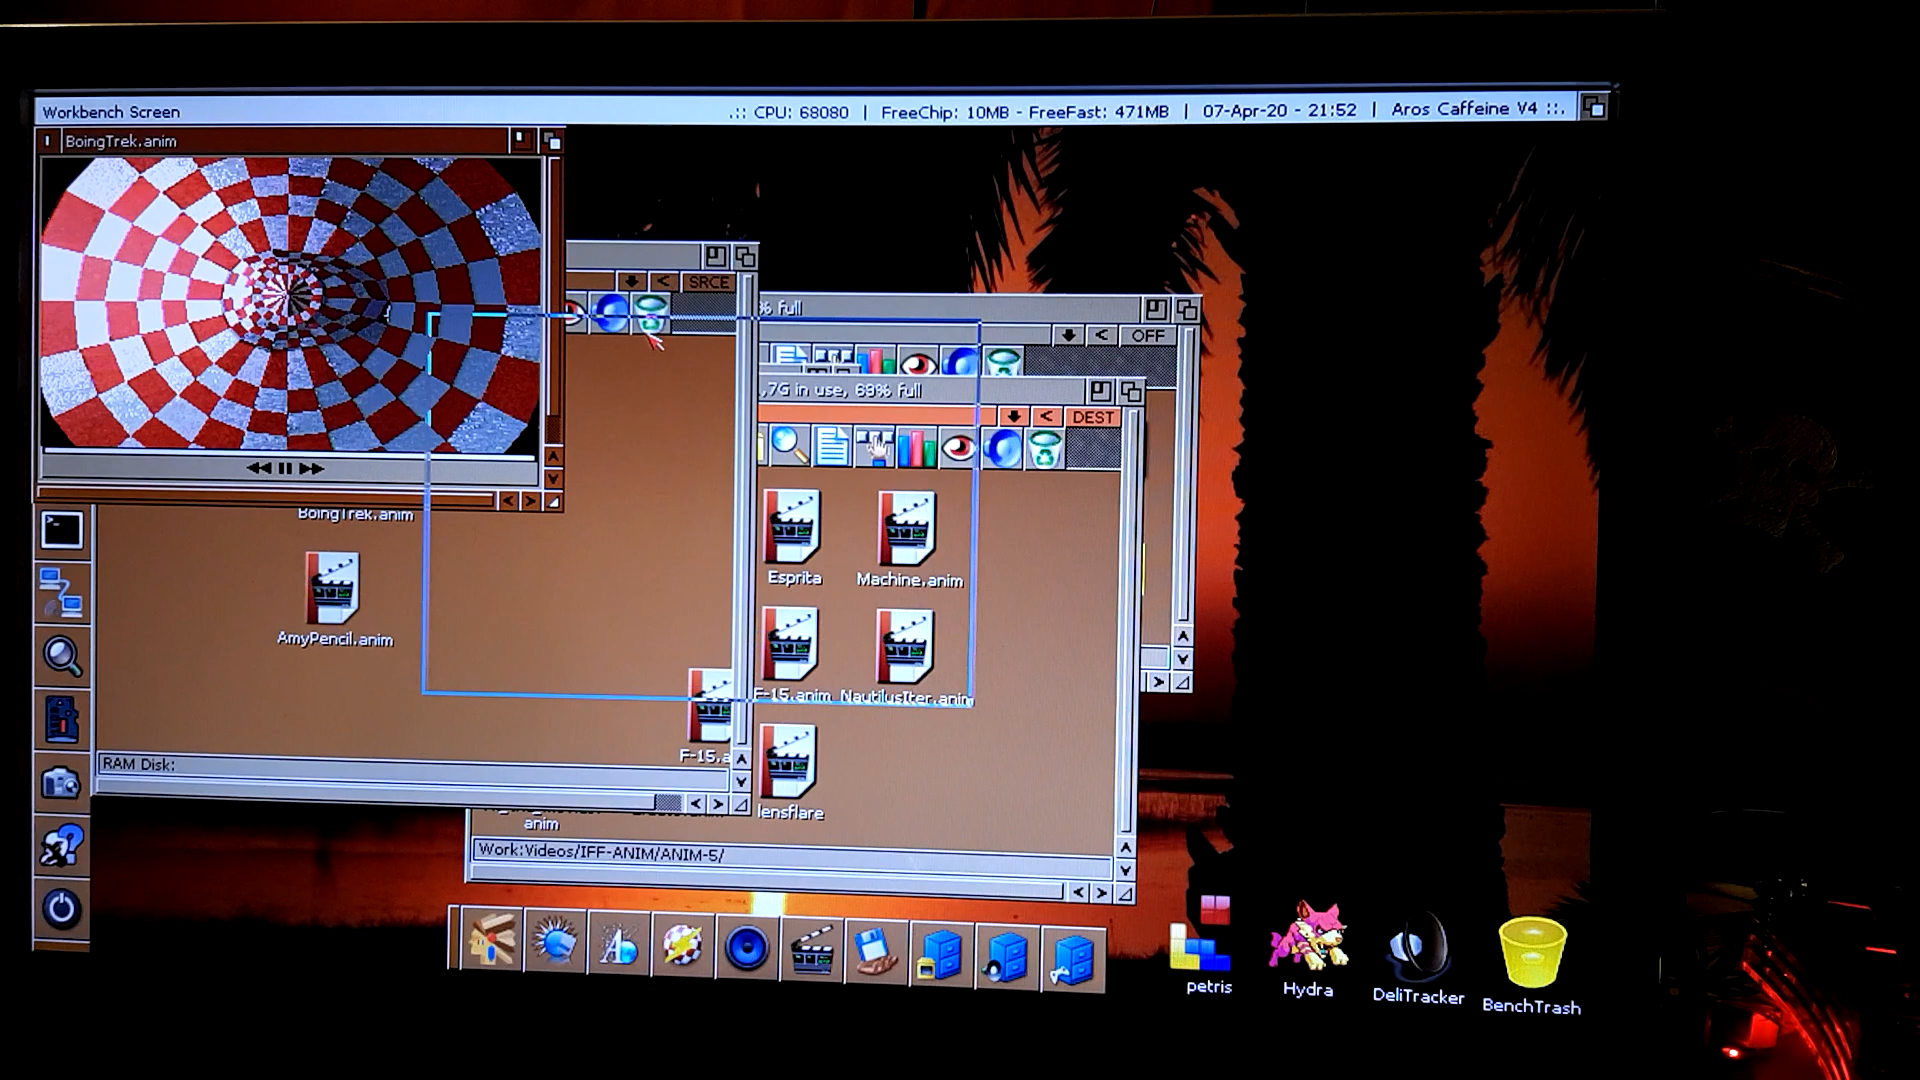 Workbench Screen
.:: CPU: 68080 | FreeChip: 10MB - FreeFast: 471MB | 07-Apr-20 - 21:52 | Aros Caffeine V4 ::.
BoingTrek.anim
SRCE
% full
OFF
,7G in use, 69% full
DEST
BoingTrek.anim
Esprita
Machine.anim
AmyPencil.anim
F-15.anim
NautilusIter.anim
F-15.a
RAM Disk:
lensflare
anim
Work:Videos/IFF-ANIM/ANIM-5/
petris
Hydra
DeliTracker
BenchTrash